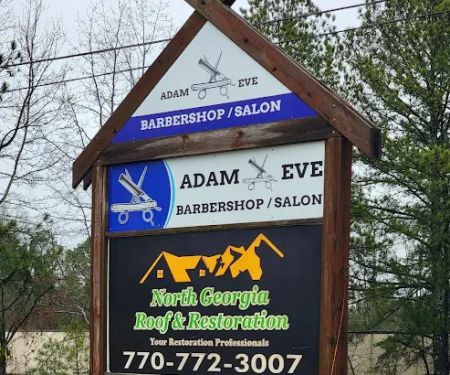 ADAM EVE
BARBERSHOP / SALON
ADAM EVE
BARBERSHOP / SALON
North Georgia
Roof & Restoration
Your Restoration Professionals
770-772-3007